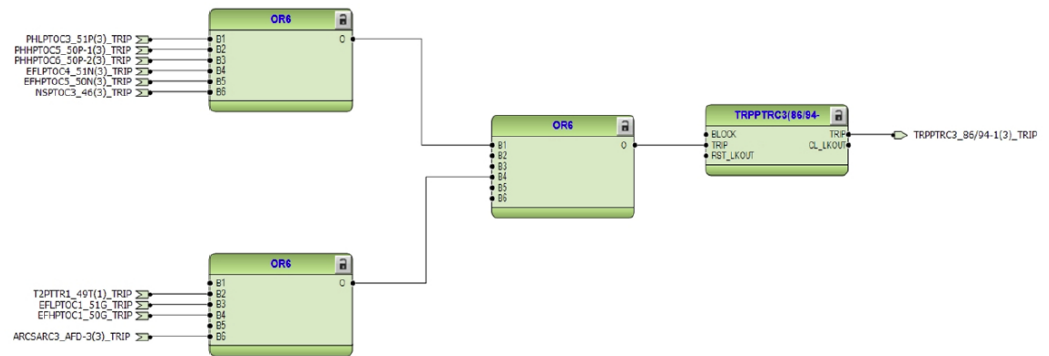 OR6
PHLPTOC3_51P(3)_TRIP B1 O
PHHPTOC5_50P-1(3)_TRIP B2
PHHPTOC6_50P-2(3)_TRIP B3
EFLPTOC4_51N(3)_TRIP B4
EFHPTOC5_50N(3)_TRIP B5
NSPTOC3_46(3)_TRIP B6
OR6
B1 O
B2
B3
B4
B5
B6
TRPPTRC3(86/94-
BLOCK TRIP
TRIP CL_LKOUT
RST_LKOUT
TRPPTRC3_86/94-1(3)_TRIP
OR6
B1 O
T2PTTR1_49T(1)_TRIP B2
EFLPTOC1_51G_TRIP B3
EFHPTOC1_50G_TRIP B4
B5
ARCSARC3_AFD-3(3)_TRIP B6